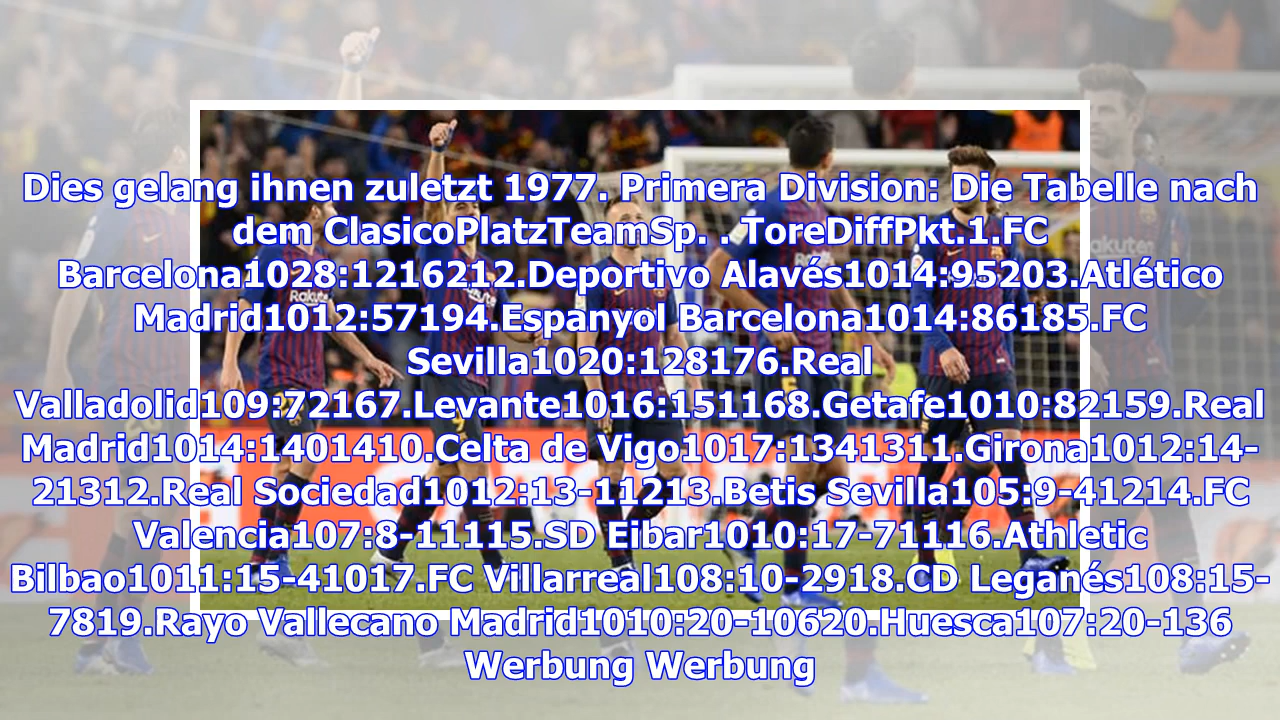 Dies gelang ihnen zuletzt 1977. Primera Division: Die Tabelle nach
dem ClasicoPlatzTeamSp. . ToreDiffPkt.1.FC
Barcelona1028:1216212.Deportivo Alavés1014:95203.Atlético
Madrid1012:57194.Espanyol Barcelona1014:86185.FC
Sevilla1020:128176.Real
Valladolid109:72167.Levante1016:151168.Getafe1010:82159.Real
Madrid1014:1401410.Celta de Vigo1017:1341311.Girona1012:14-
21312.Real Sociedad1012:13-11213.Betis Sevilla105:9-41214.FC
Valencia107:8-11115.SD Eibar1010:17-71116.Athletic
Bilbao1011:15-41017.FC Villarreal108:10-2918.CD Leganés108:15-
7819.Rayo Vallecano Madrid1010:20-10620.Huesca107:20-136
Werbung Werbung
Rakuten